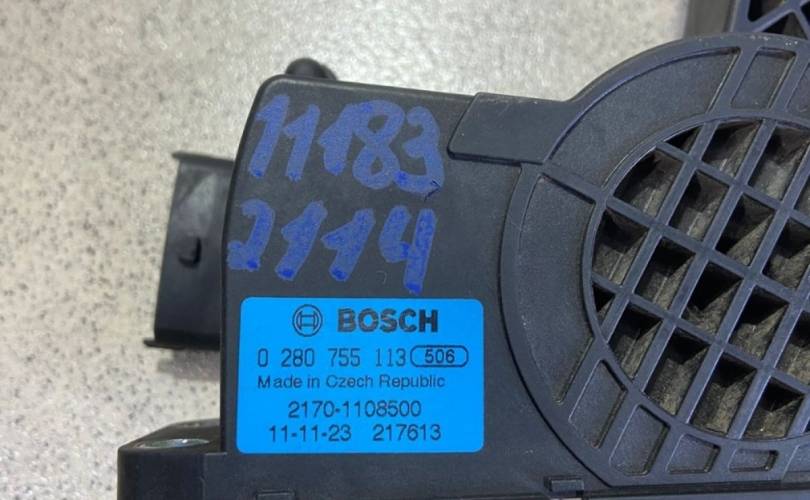 11183
2114
BOSCH
0 280 755 113 506
Made in Czech Republic
2170-1108500
11-11-23 217613